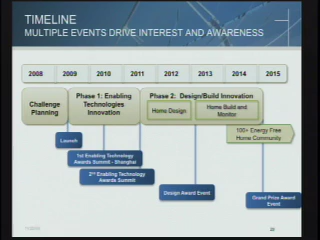 TIMELINE
MULTIPLE EVENTS DRIVE INTEREST AND AWARENESS
2008 2009 2010 2011 2012 2013 2014 2015
Challenge
Planning
Phase 1: Enabling
Technologies
Innovation
Phase 2: Design/Build Innovation
Home Design
Home Build and
Monitor
100+ Energy Free
Home Community
Launch
1st Enabling Technology
Awards Summit - Shanghai
2nd Enabling Technology
Awards Summit
Design Award Event
Grand Prize Award
Event